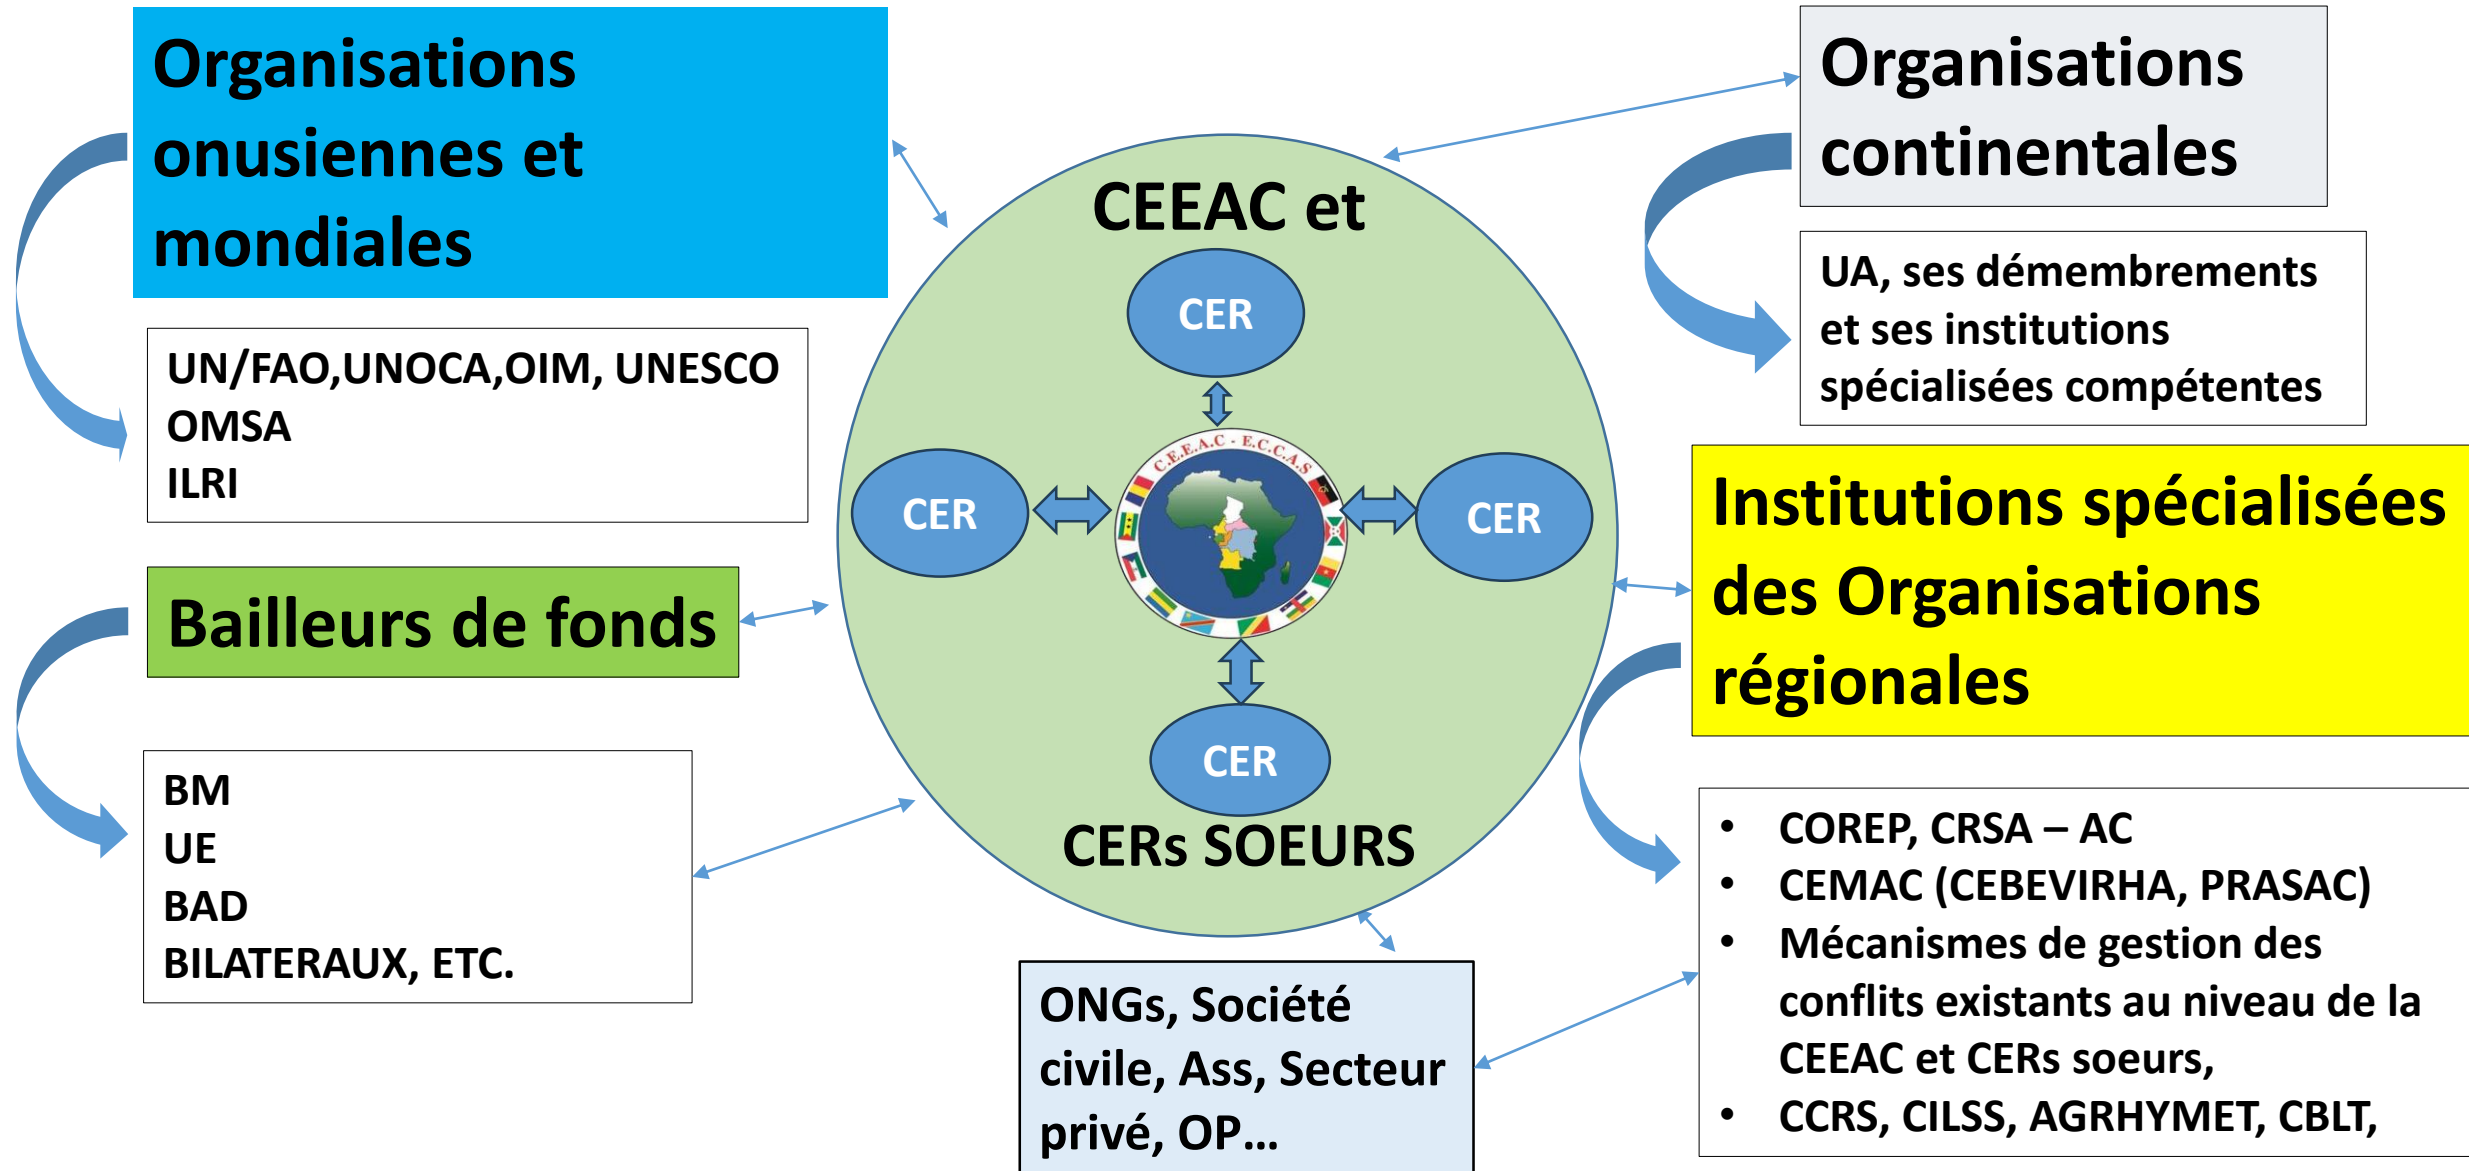 Organisations
onusiennes et
mondiales
UN/FAO,UNOCA,OIM, UNESCO
OMSA
ILRI
Bailleurs de fonds
BM
UE
BAD
BILATERAUX, ETC.
CEEAC et
CER
CER
C.E.E.A.C - E.C.C.A.S
CER
CER
CERs SOEURS
ONGs, Société
civile, Ass, Secteur
privé, OP...
Organisations
continentales
UA, ses démembrements
et ses institutions
spécialisées compétentes
Institutions spécialisées
des Organisations
régionales
• COREP, CRSA – AC
• CEMAC (CEBEVIRHA, PRASAC)
• Mécanismes de gestion des
conflits existants au niveau de la
CEEAC et CERs soeurs,
• CCRS, CILSS, AGRHYMET, CBLT,